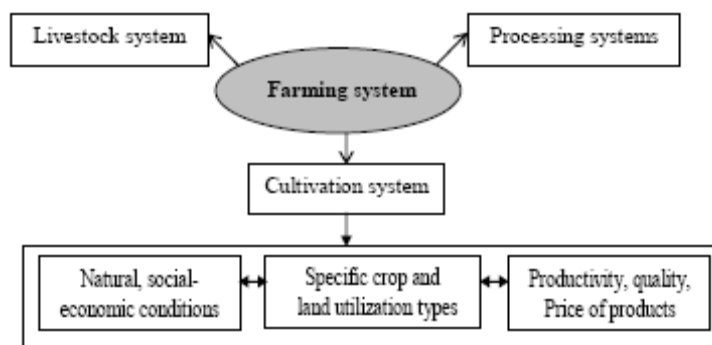 Livestock system
Processing systems
Farming system
Cultivation system
Natural, social-
economic conditions
Specific crop and
land utilization types
Productivity, quality,
Price of products